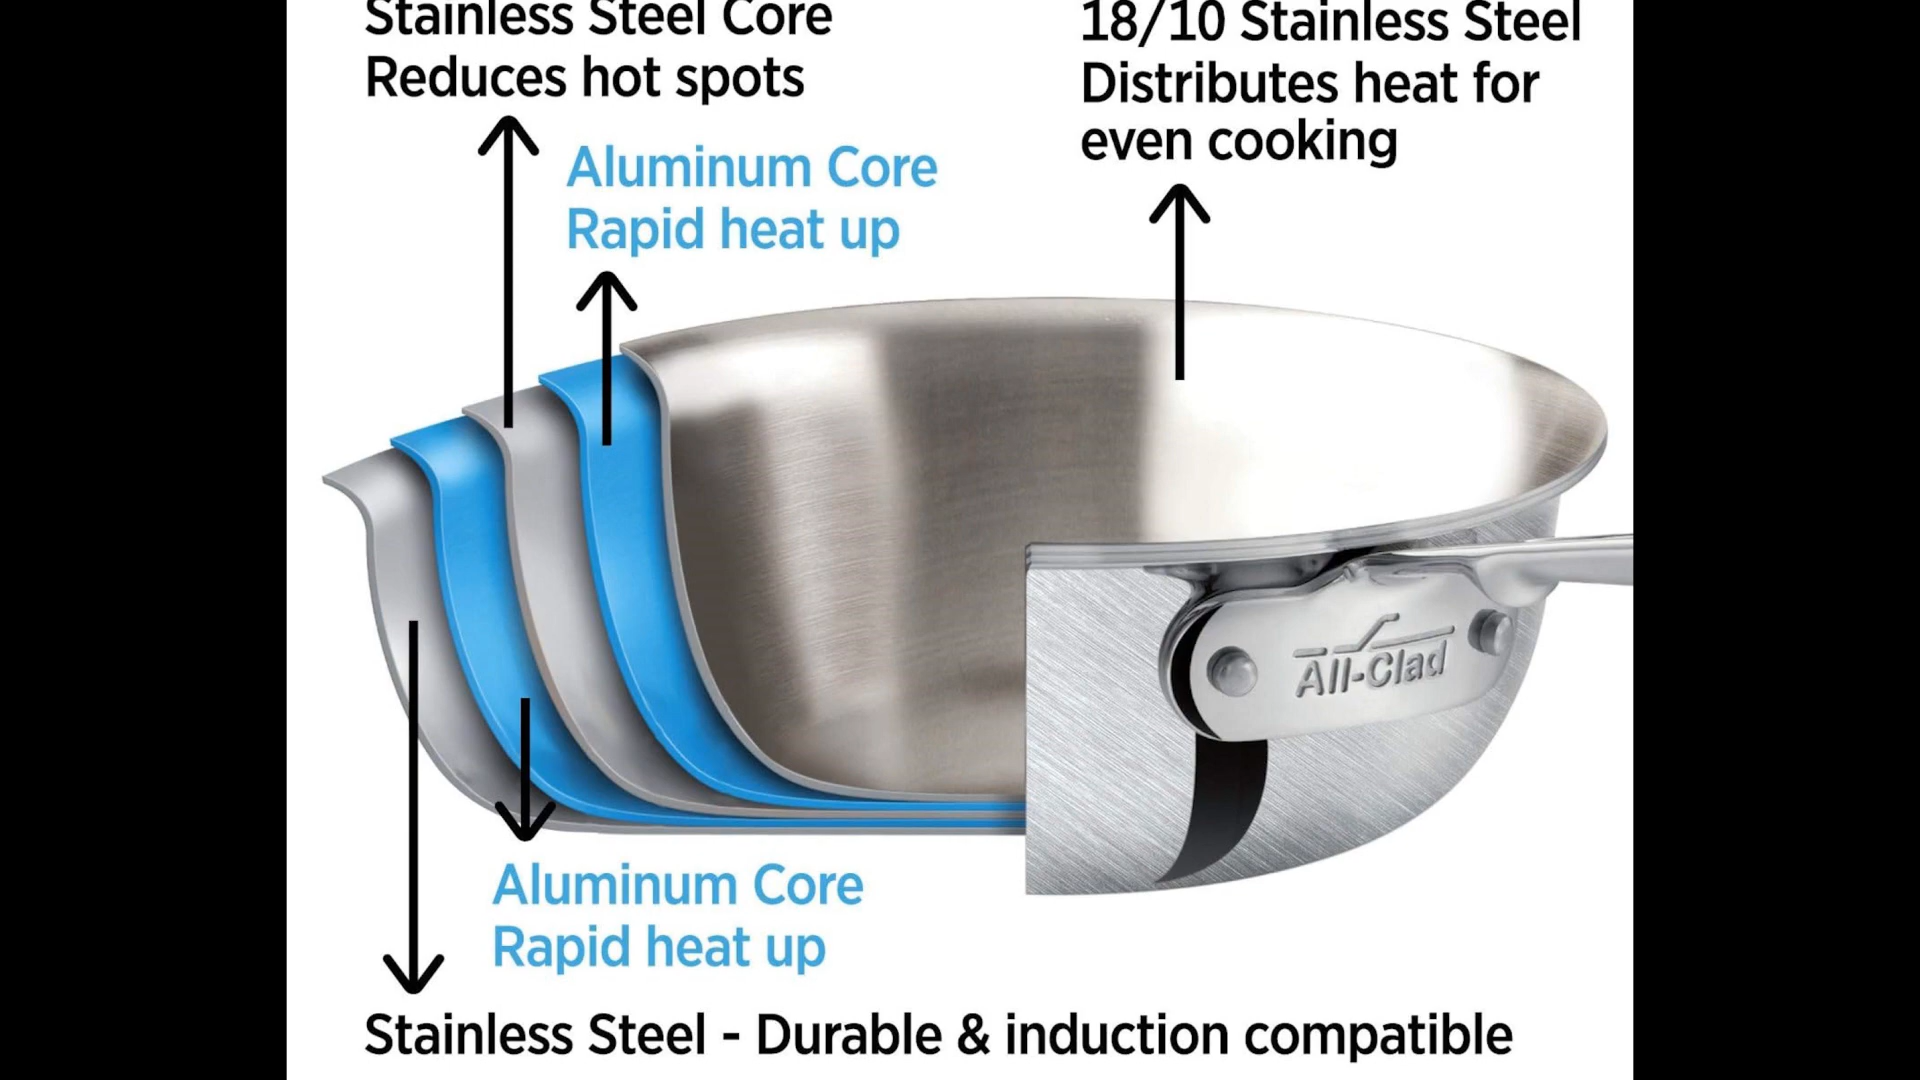 Stainless Steel Core
Reduces hot spots
18/10 Stainless Steel
Distributes heat for
even cooking
Aluminum Core
Rapid heat up
All-Clad
Aluminum Core
Rapid heat up
Stainless Steel - Durable & induction compatible